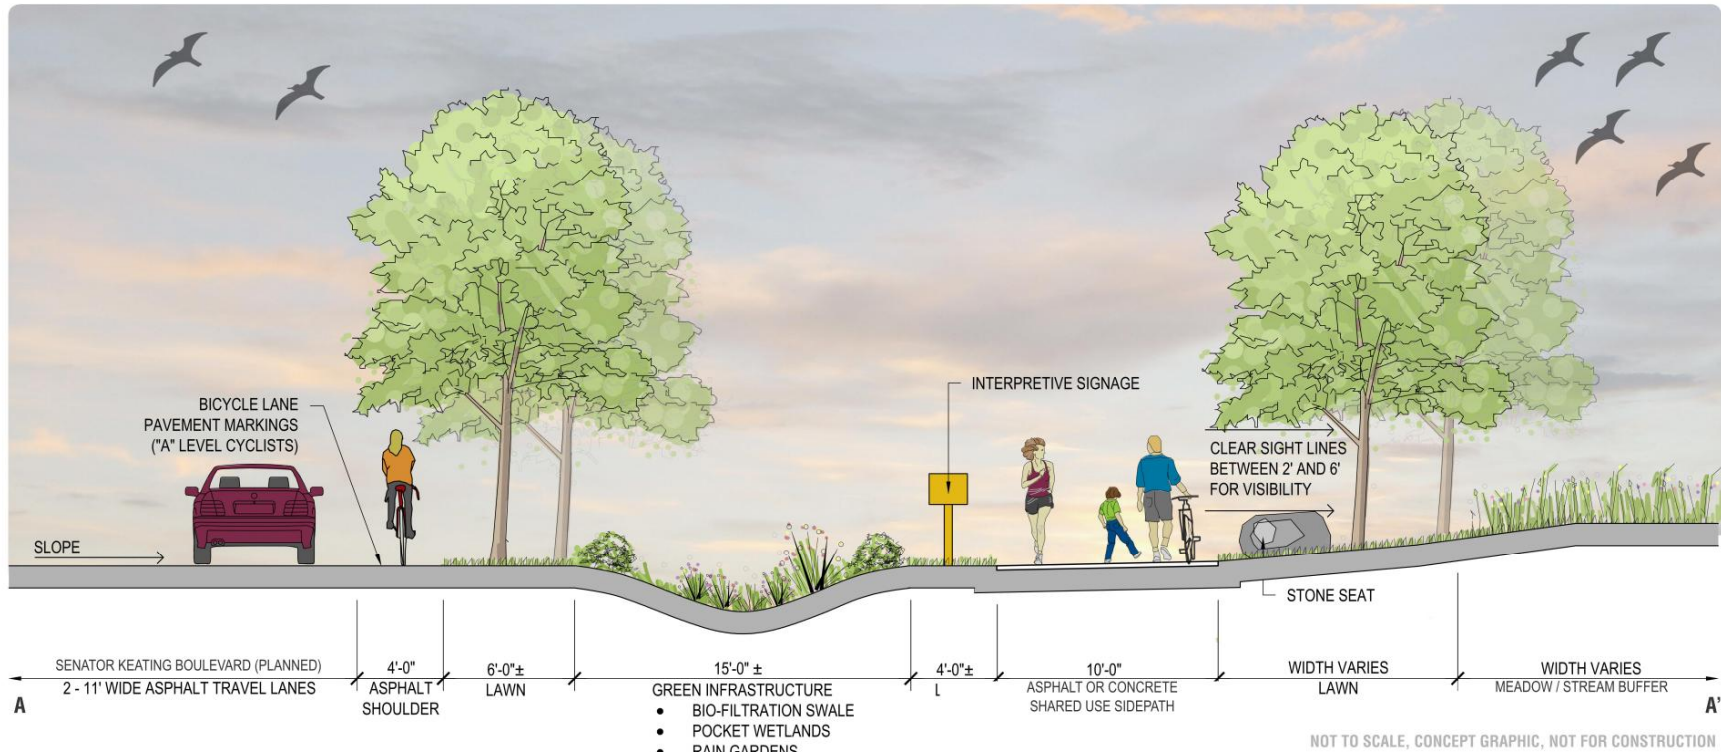 INTERPRETIVE SIGNAGE
BICYCLE LANE
PAVEMENT MARKINGS
("A" LEVEL CYCLISTS)
CLEAR SIGHT LINES
BETWEEN 2' AND 6'
FOR VISIBILITY
SLOPE
STONE SEAT
SENATOR KEATING BOULEVARD (PLANNED)
2 - 11' WIDE ASPHALT TRAVEL LANES
4'-0"
ASPHALT
SHOULDER
6'-0"±
LAWN
15'-0" ±
GREEN INFRASTRUCTURE
• BIO-FILTRATION SWALE
• POCKET WETLANDS
• RAIN GARDENS
4'-0"±
L
10'-0"
ASPHALT OR CONCRETE
SHARED USE SIDEPATH
WIDTH VARIES
LAWN
WIDTH VARIES
MEADOW / STREAM BUFFER
A
A'
NOT TO SCALE, CONCEPT GRAPHIC, NOT FOR CONSTRUCTION